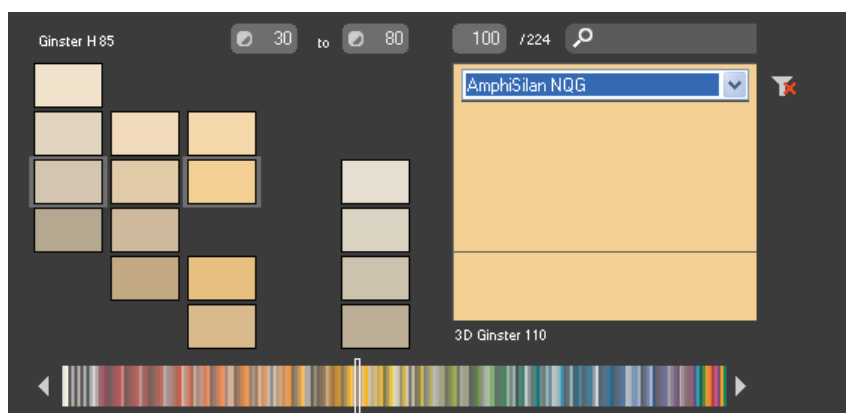 Ginster H 85
30 to 80
100 /224
AmphiSilan NQG
3D Ginster 110